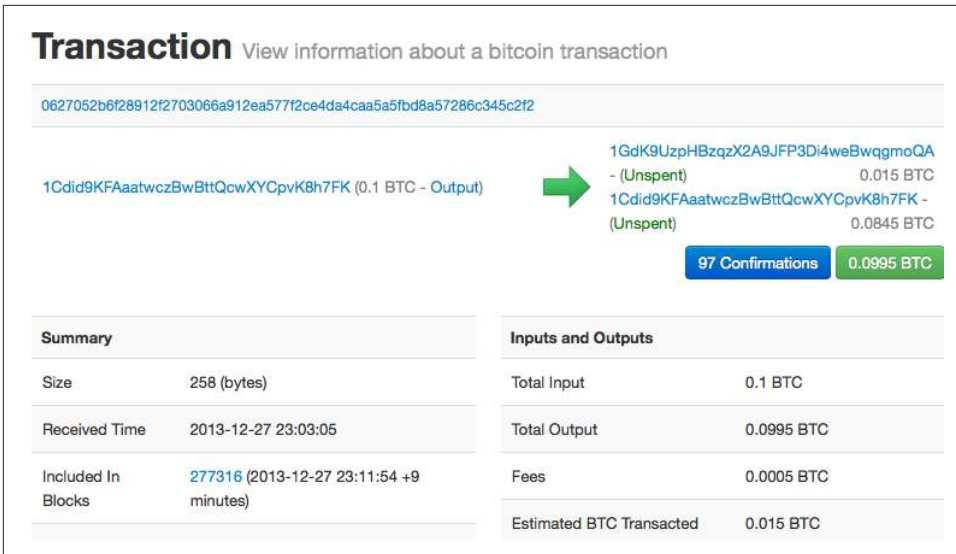 Transaction View information about a bitcoin transaction
0627052b6f28912f2703066a912ea577f2ce4da4caa5a5fbd8a57286c345c2f2
1Cdid9KFAaatwczBwBttQcwXYCpvK8h7FK (0.1 BTC - Output)
1GdK9UzpHBzqzX2A9JFP3Di4weBwqgmoQA
- (Unspent) 0.015 BTC
1Cdid9KFAaatwczBwBttQcwXYCpvK8h7FK -
(Unspent) 0.0845 BTC
97 Confirmations 0.0995 BTC
Summary
Size 258 (bytes)
Received Time 2013-12-27 23:03:05
Included In 277316 (2013-12-27 23:11:54 +9
Blocks minutes)
Inputs and Outputs
Total Input 0.1 BTC
Total Output 0.0995 BTC
Fees 0.0005 BTC
Estimated BTC Transacted 0.015 BTC